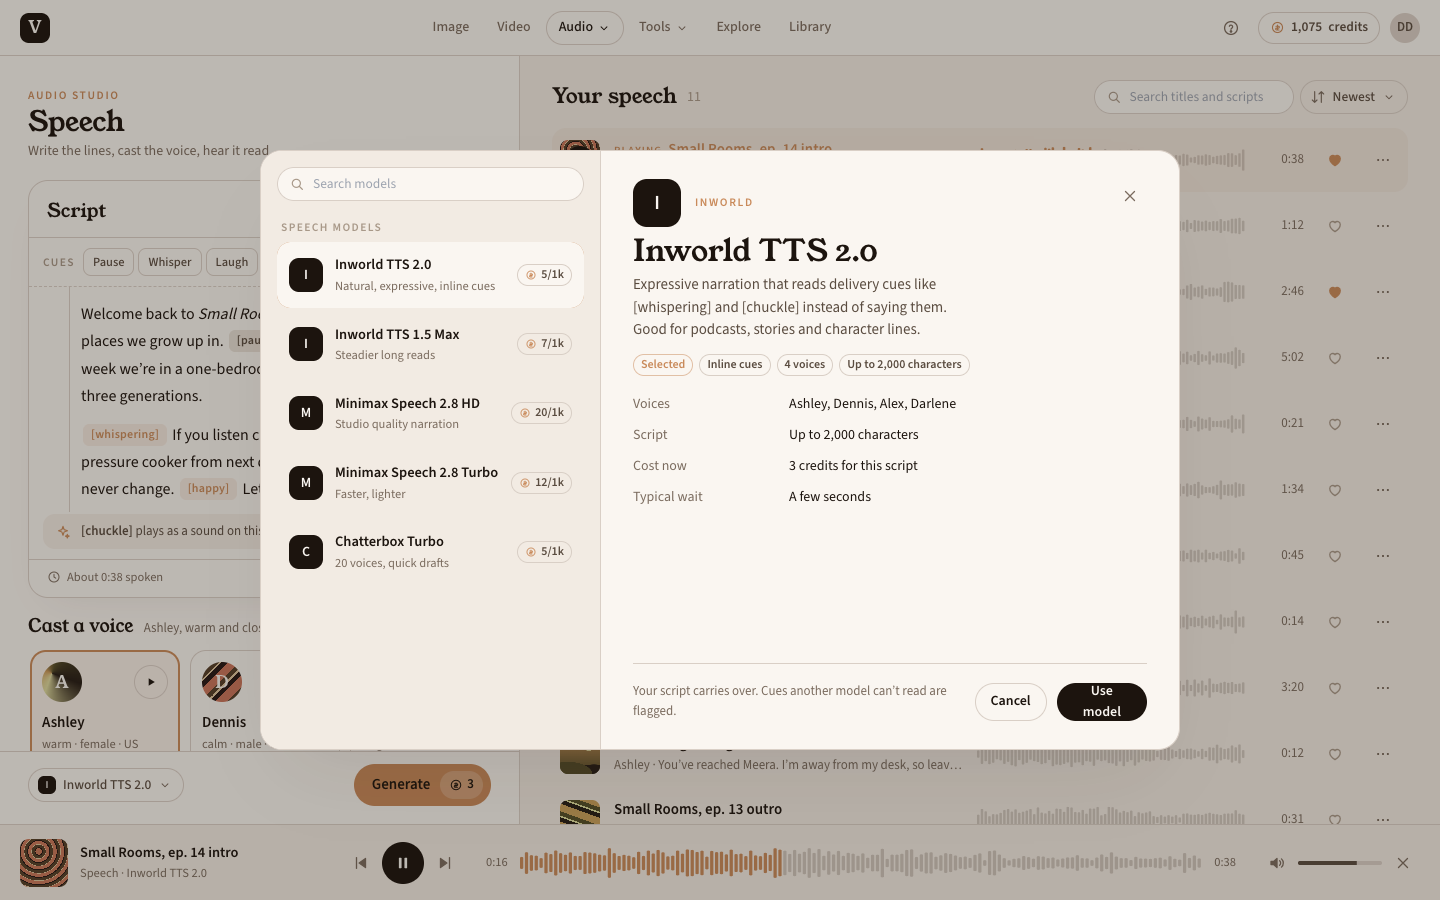 V
Image
Video
Audio
Tools
Explore
Library
1,075 credits
DD
AUDIO STUDIO
Speech
Write the lines, cast the voice, hear it read
Script
CUES
Pause
Whisper
Laugh
Welcome back to Small Roo
places we grow up in. [pau
week we're in a one-bedroo
three generations.
[whispering] If you listen c
pressure cooker from next
never change. [happy] Le
[chuckle] plays as a sound on this
About 0:38 spoken
Cast a voice
Ashley, warm and clos
A
Ashley
warm · female · US
D
Dennis
calm · male ·
I
Inworld TTS 2.0
Generate
3
Your speech 11
Search titles and scripts
Newest
PLAYING Small Rooms, ep. 14 intro
0:38
1:12
2:46
5:02
0:21
1:34
0:45
0:14
3:20
Ashley · You've reached Meera. I'm away from my desk, so leav…
0:12
Small Rooms, ep. 13 outro
0:31
Search models
SPEECH MODELS
I
Inworld TTS 2.0
Natural, expressive, inline cues
5/1k
I
Inworld TTS 1.5 Max
Steadier long reads
7/1k
M
Minimax Speech 2.8 HD
Studio quality narration
20/1k
M
Minimax Speech 2.8 Turbo
Faster, lighter
12/1k
C
Chatterbox Turbo
20 voices, quick drafts
5/1k
I
INWORLD
Inworld TTS 2.0
Expressive narration that reads delivery cues like
[whispering] and [chuckle] instead of saying them.
Good for podcasts, stories and character lines.
Selected
Inline cues
4 voices
Up to 2,000 characters
Voices
Ashley, Dennis, Alex, Darlene
Script
Up to 2,000 characters
Cost now
3 credits for this script
Typical wait
A few seconds
Your script carries over. Cues another model can't read are
flagged.
Cancel
Use
model
Small Rooms, ep. 14 intro
Speech · Inworld TTS 2.0
0:16
0:38